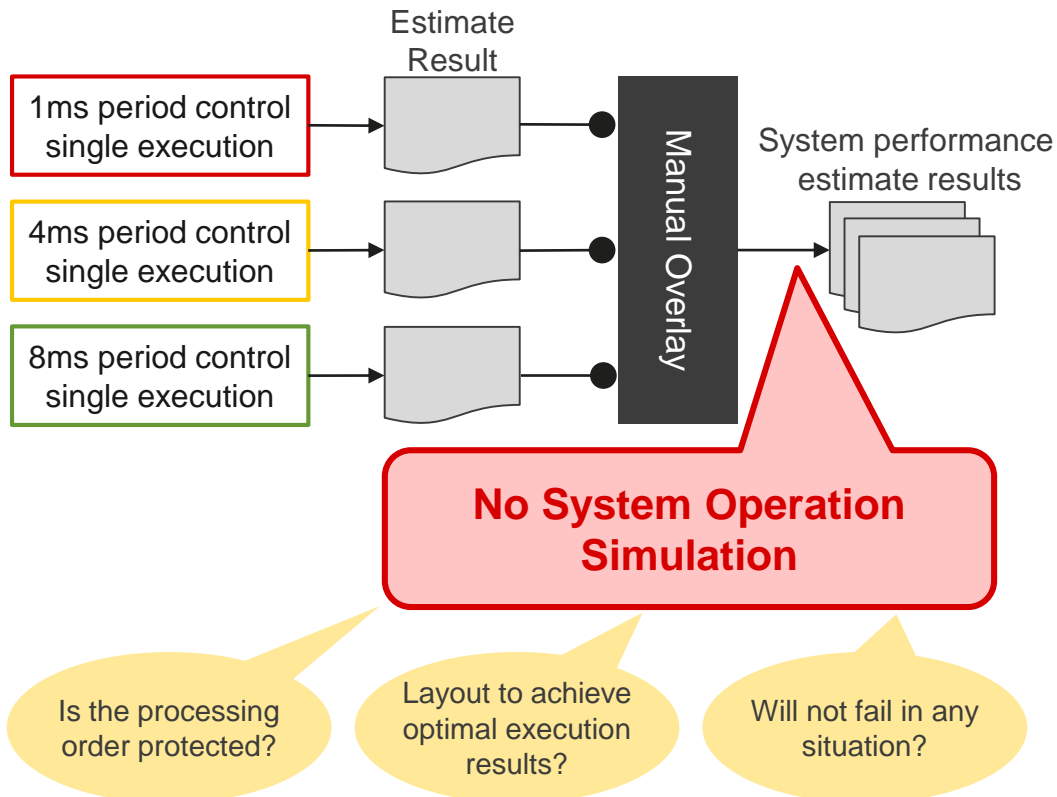 Estimate
Result
1ms period control
single execution
4ms period control
single execution
8ms period control
single execution
Manual Overlay
System performance
estimate results
No System Operation
Simulation
Is the processing
order protected?
Layout to achieve
optimal execution
results?
Will not fail in any
situation?